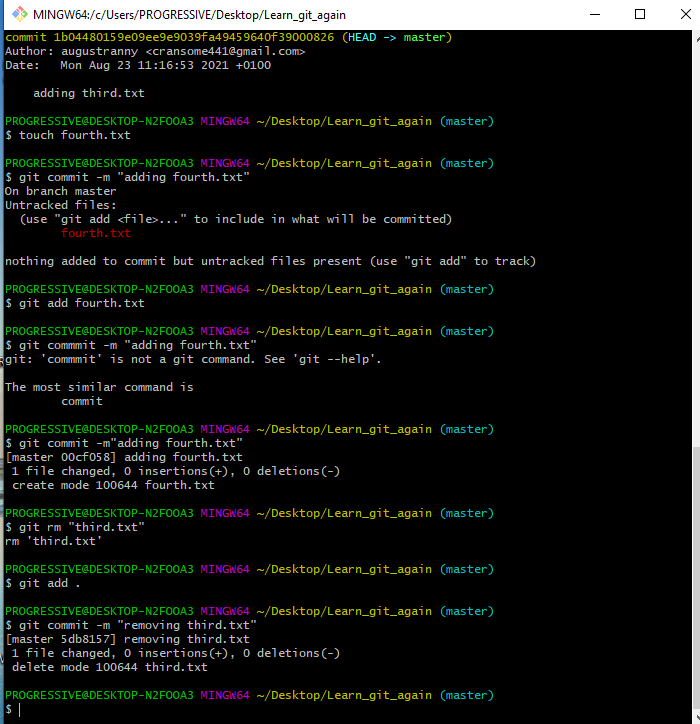 MINGW64:/c/Users/PROGRESSIVE/Desktop/Learn_git_again
commit 1b04480159e09ee9e9039fa49459640f39000826 (HEAD -> master)
Author: augustranny <cransome441@gmail.com>
Date:   Mon Aug 23 11:16:53 2021 +0100
    adding third.txt
PROGRESSIVE@DESKTOP-N2FOOA3 MINGW64 ~/Desktop/Learn_git_again (master)
$ touch fourth.txt
PROGRESSIVE@DESKTOP-N2FOOA3 MINGW64 ~/Desktop/Learn_git_again (master)
$ git commit -m "adding fourth.txt"
On branch master
Untracked files:
  (use "git add <file>..." to include in what will be committed)
        fourth.txt
nothing added to commit but untracked files present (use "git add" to track)
PROGRESSIVE@DESKTOP-N2FOOA3 MINGW64 ~/Desktop/Learn_git_again (master)
$ git add fourth.txt
PROGRESSIVE@DESKTOP-N2FOOA3 MINGW64 ~/Desktop/Learn_git_again (master)
$ git commmit -m "adding fourth.txt"
git: 'commmit' is not a git command. See 'git --help'.
The most similar command is
        commit
PROGRESSIVE@DESKTOP-N2FOOA3 MINGW64 ~/Desktop/Learn_git_again (master)
$ git commit -m"adding fourth.txt"
[master 00cf058] adding fourth.txt
 1 file changed, 0 insertions(+), 0 deletions(-)
 create mode 100644 fourth.txt
PROGRESSIVE@DESKTOP-N2FOOA3 MINGW64 ~/Desktop/Learn_git_again (master)
$ git rm "third.txt"
rm 'third.txt'
PROGRESSIVE@DESKTOP-N2FOOA3 MINGW64 ~/Desktop/Learn_git_again (master)
$ git add .
PROGRESSIVE@DESKTOP-N2FOOA3 MINGW64 ~/Desktop/Learn_git_again (master)
$ git commit -m "removing third.txt"
[master 5db8157] removing third.txt
 1 file changed, 0 insertions(+), 0 deletions(-)
 delete mode 100644 third.txt
PROGRESSIVE@DESKTOP-N2FOOA3 MINGW64 ~/Desktop/Learn_git_again (master)
$